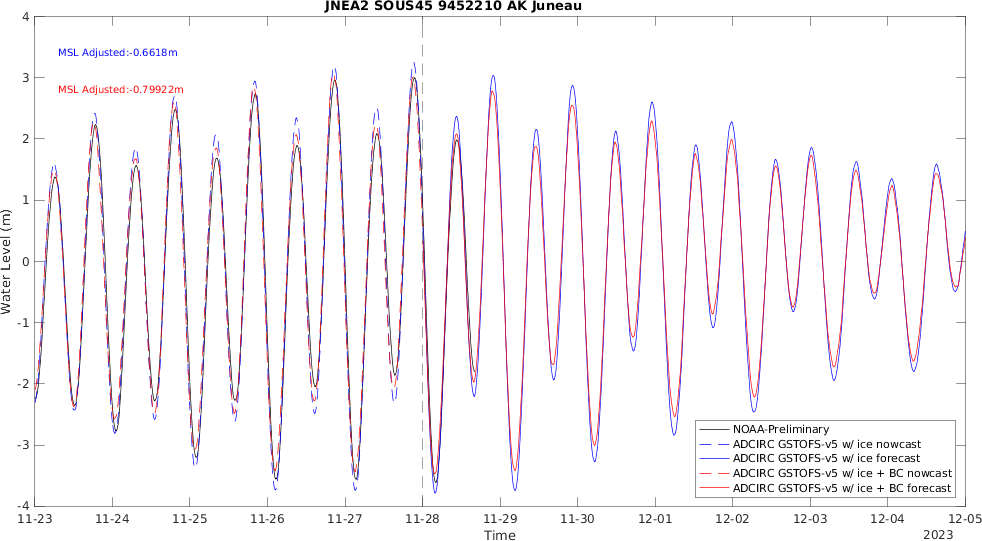 JNEA2 SOUS45 9452210 AK Juneau
4
3
2
1
0
-1
-2
-3
-4
Water Level (m)
MSL Adjusted:-0.6618m
MSL Adjusted:-0.79922m
NOAA-Preliminary
ADCIRC GSTOFS-v5 w/ ice nowcast
ADCIRC GSTOFS-v5 w/ ice forecast
ADCIRC GSTOFS-v5 w/ ice + BC nowcast
ADCIRC GSTOFS-v5 w/ ice + BC forecast
11-23 11-24 11-25 11-26 11-27 11-28 11-29 11-30 12-01 12-02 12-03 12-04 12-05
Time
2023